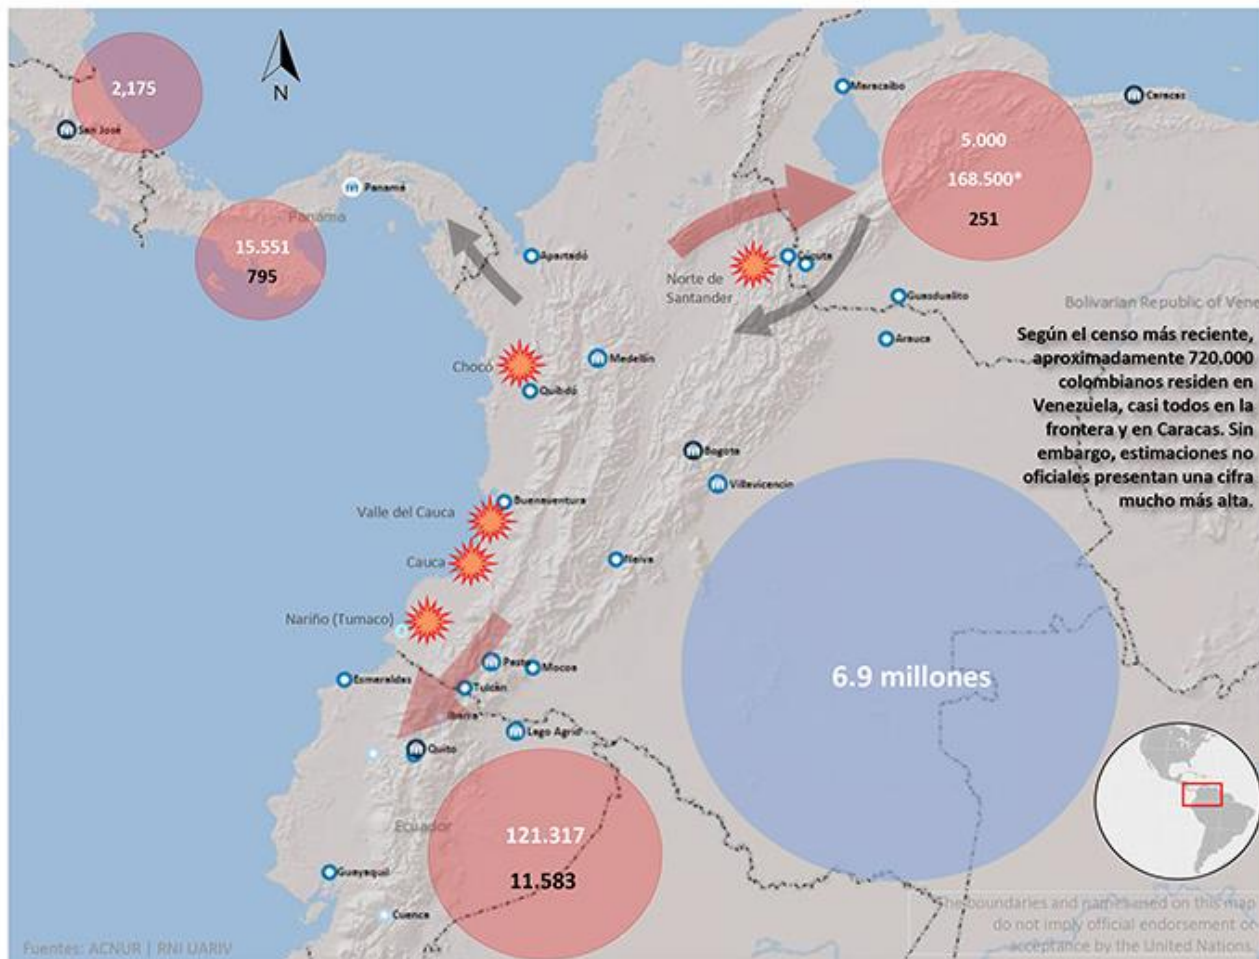 2,175
N
San José
Panamá
Panama
15.551
795
Maracaibo
Caracas
5.000
168.500*
251
Apartadó
Norte de
Santander
Cúcuta
Guasdualito
Arauca
Bolivarian Republic of Vene
Según el censo más reciente,
aproximadamente 720.000
colombianos residen en
Venezuela, casi todos en la
frontera y en Caracas. Sin
embargo, estimaciones no
oficiales presentan una cifra
mucho más alta.
Chocó
Medellín
Quibdó
Bogota
Villavicencio
Valle del Cauca
Buenaventura
Cauca
Neiva
Nariño (Tumaco)
Pasto
Mocoa
Esmeraldas
Tulcán
Ibarra
Lago Agrio
Quito
6.9 millones
Ecuador
121.317
11.583
Guayaquil
Cuenca
The boundaries and names used on this map
do not imply official endorsement or
acceptance by the United Nations.
Fuentes: ACNUR | RNI UARIV